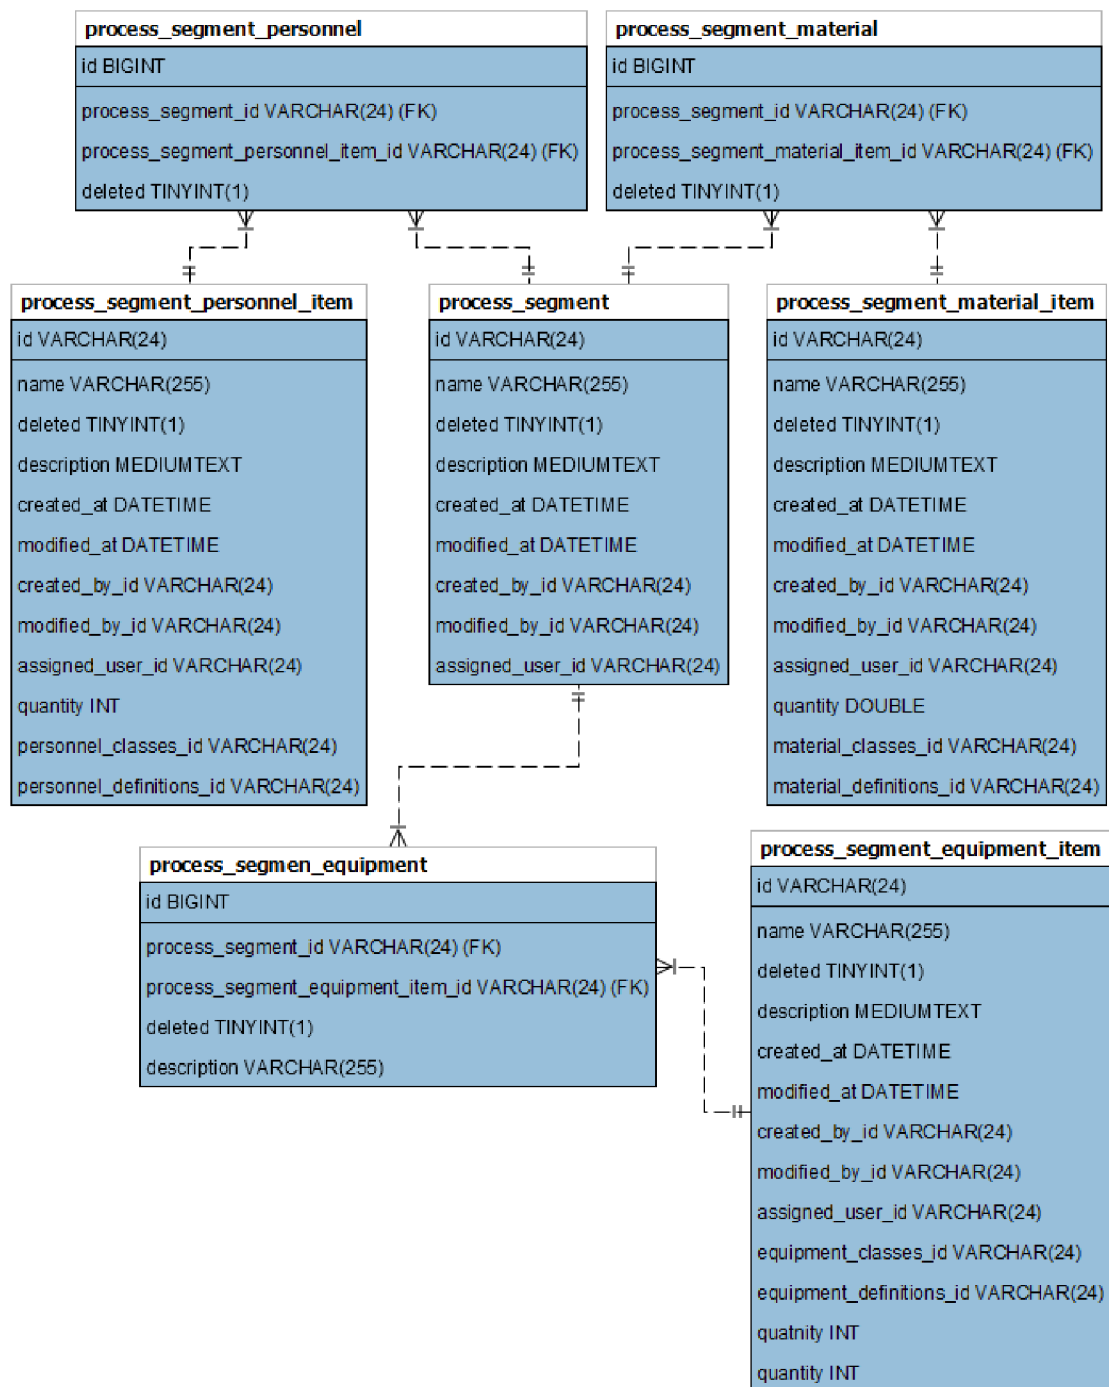 process_segment_personnel
id BIGINT
process_segment_id VARCHAR(24) (FK)
process_segment_personnel_item_id VARCHAR(24) (FK)
deleted TINYINT(1)
process_segment_material
id BIGINT
process_segment_id VARCHAR(24) (FK)
process_segment_material_item_id VARCHAR(24) (FK)
deleted TINYINT(1)
process_segment_personnel_item
id VARCHAR(24)
name VARCHAR(255)
deleted TINYINT(1)
description MEDIUMTEXT
created_at DATETIME
modified_at DATETIME
created_by_id VARCHAR(24)
modified_by_id VARCHAR(24)
assigned_user_id VARCHAR(24)
quantity INT
personnel_classes_id VARCHAR(24)
personnel_definitions_id VARCHAR(24)
process_segment
id VARCHAR(24)
name VARCHAR(255)
deleted TINYINT(1)
description MEDIUMTEXT
created_at DATETIME
modified_at DATETIME
created_by_id VARCHAR(24)
modified_by_id VARCHAR(24)
assigned_user_id VARCHAR(24)
process_segment_material_item
id VARCHAR(24)
name VARCHAR(255)
deleted TINYINT(1)
description MEDIUMTEXT
created_at DATETIME
modified_at DATETIME
created_by_id VARCHAR(24)
modified_by_id VARCHAR(24)
assigned_user_id VARCHAR(24)
quantity DOUBLE
material_classes_id VARCHAR(24)
material_definitions_id VARCHAR(24)
process_segmen_equipment
id BIGINT
process_segment_id VARCHAR(24) (FK)
process_segment_equipment_item_id VARCHAR(24) (FK)
deleted TINYINT(1)
description VARCHAR(255)
process_segment_equipment_item
id VARCHAR(24)
name VARCHAR(255)
deleted TINYINT(1)
description MEDIUMTEXT
created_at DATETIME
modified_at DATETIME
created_by_id VARCHAR(24)
modified_by_id VARCHAR(24)
assigned_user_id VARCHAR(24)
equipment_classes_id VARCHAR(24)
equipment_definitions_id VARCHAR(24)
quatnity INT
quantity INT